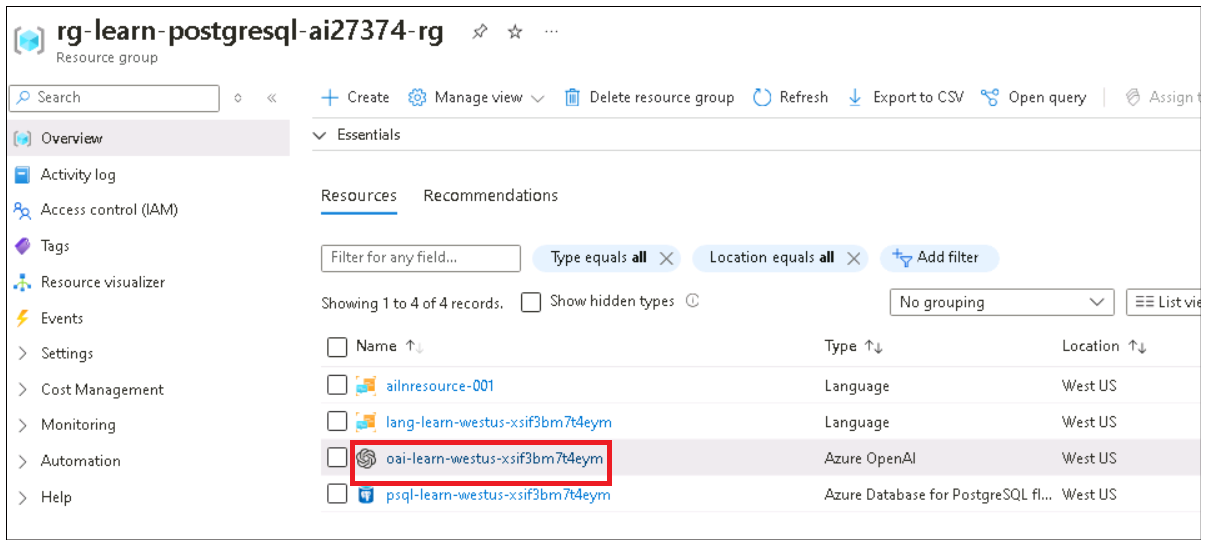 rg-learn-postgresql-ai27374-rg
Resource group
Search
Create Manage view Delete resource group Refresh Export to CSV Open query Assign t
Essentials
Overview
Activity log
Access control (IAM)
Tags
Resource visualizer
Events
Settings
Cost Management
Monitoring
Automation
Help
Resources Recommendations
Filter for any field... Type equals all Location equals all Add filter
Showing 1 to 4 of 4 records. Show hidden types No grouping List vie
Name Type Location
ailnresource-001 Language West US
lang-learn-westus-xsif3bm7t4eym Language West US
oai-learn-westus-xsif3bm7t4eym Azure OpenAI West US
psql-learn-westus-xsif3bm7t4eym Azure Database for PostgreSQL fl... West US